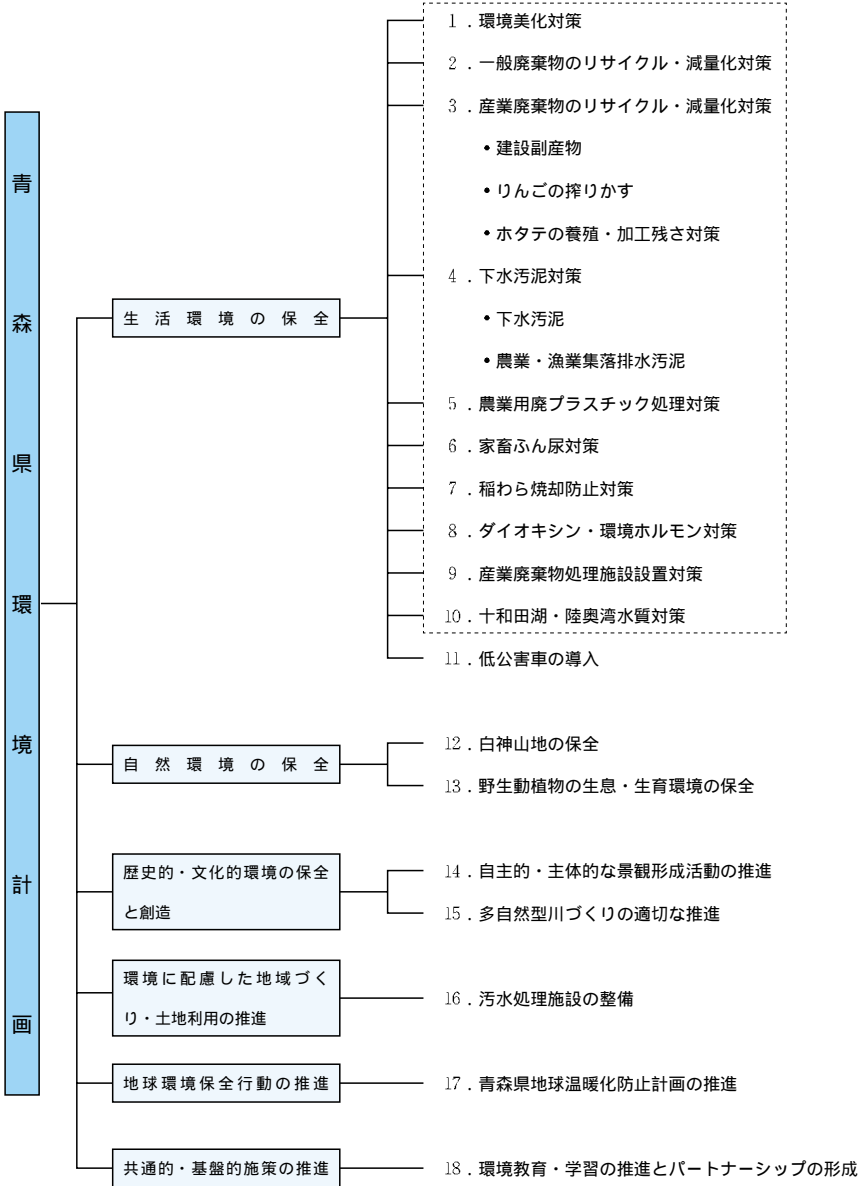 青森県環境計画
生活環境の保全
1．環境美化対策
2．一般廃棄物のリサイクル・減量化対策
3．産業廃棄物のリサイクル・減量化対策
•建設副産物
•りんごの搾りかす
•ホタテの養殖・加工残さ対策
4．下水汚泥対策
•下水汚泥
•農業・漁業集落排水汚泥
5．農業用廃プラスチック処理対策
6．家畜ふん尿対策
7．稲わら焼却防止対策
8．ダイオキシン・環境ホルモン対策
9．産業廃棄物処理施設設置対策
10．十和田湖・陸奥湾水質対策
11．低公害車の導入
自然環境の保全
12．白神山地の保全
13．野生動植物の生息・生育環境の保全
歴史的・文化的環境の保全
と創造
14．自主的・主体的な景観形成活動の推進
15．多自然型川づくりの適切な推進
環境に配慮した地域づく
り・土地利用の推進
16．汚水処理施設の整備
地球環境保全行動の推進
17．青森県地球温暖化防止計画の推進
共通的・基盤的施策の推進
18．環境教育・学習の推進とパートナーシップの形成